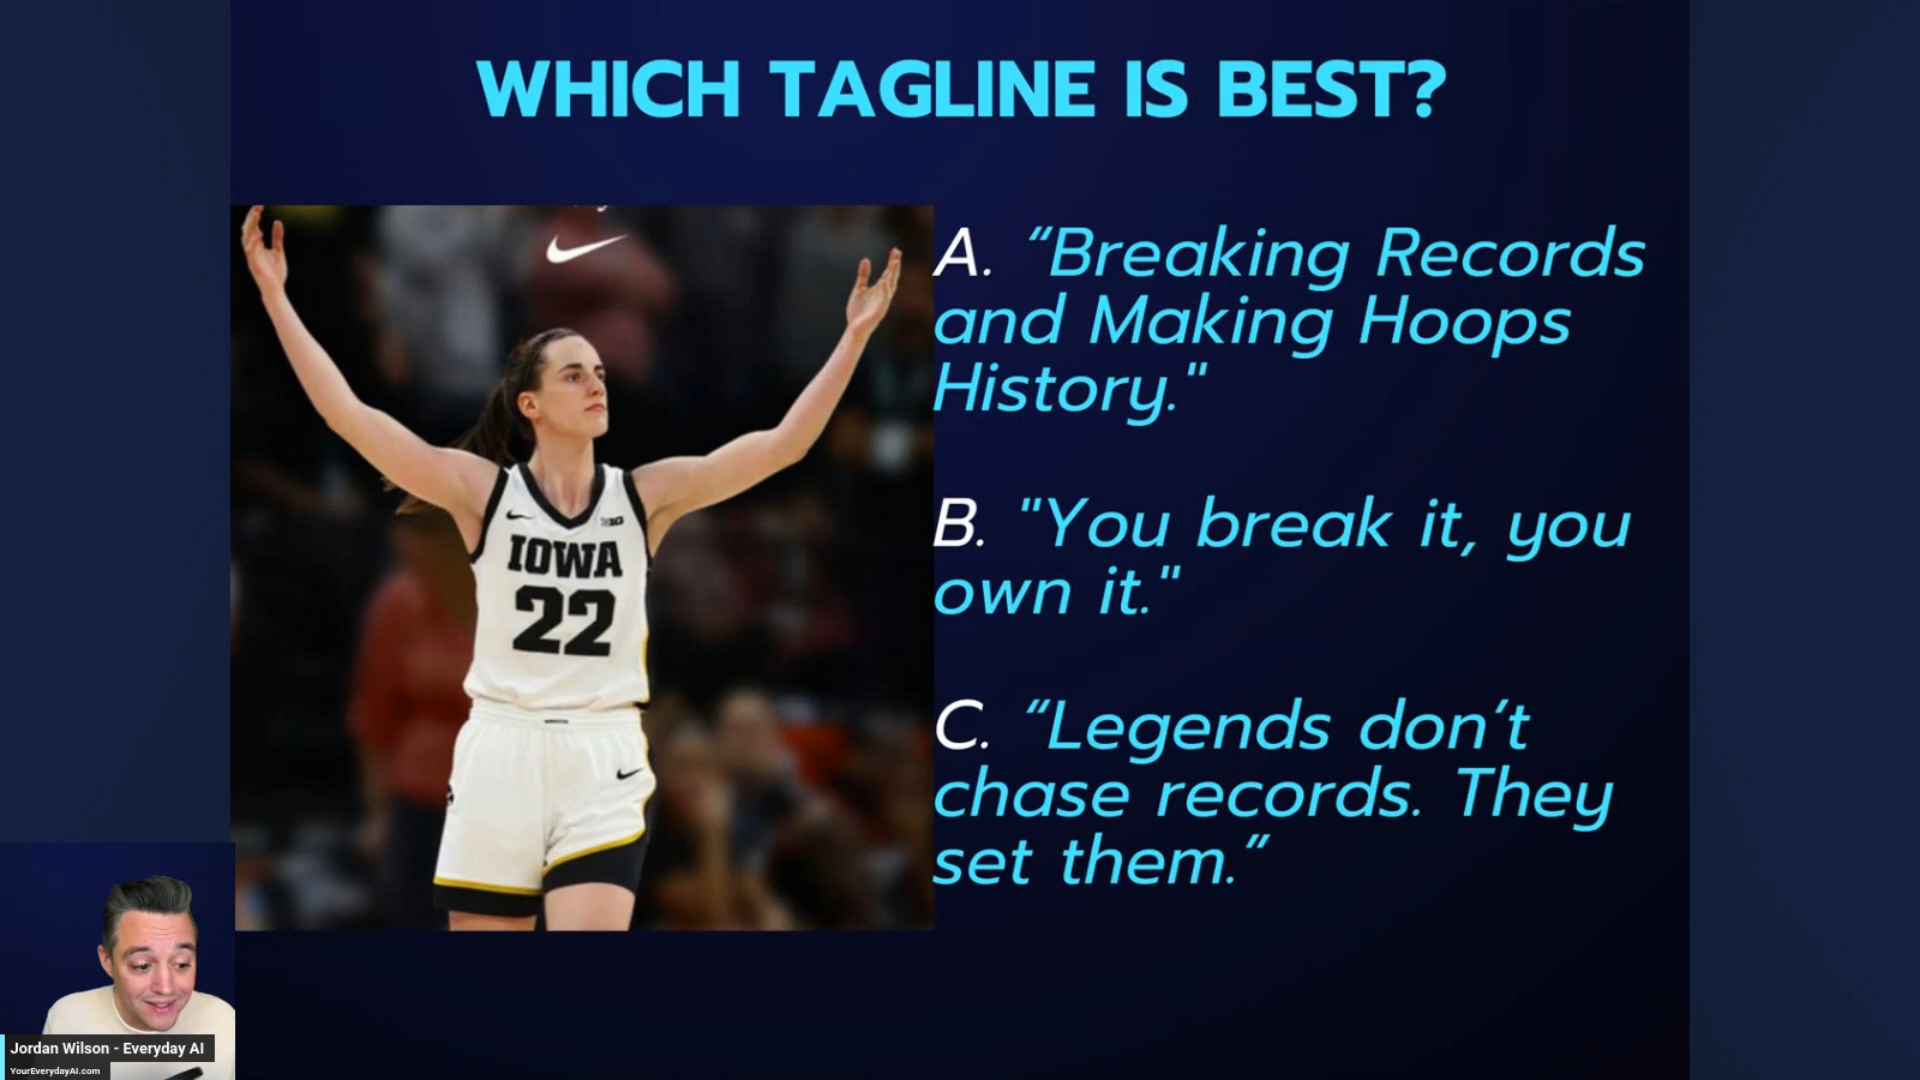 WHICH TAGLINE IS BEST?
A. “Breaking Records
and Making Hoops
History."
B. "You break it, you
own it."
C. “Legends don’t
chase records. They
set them.”
IOWA
22
Jordan Wilson - Everyday AI
YourEverydayAI.com